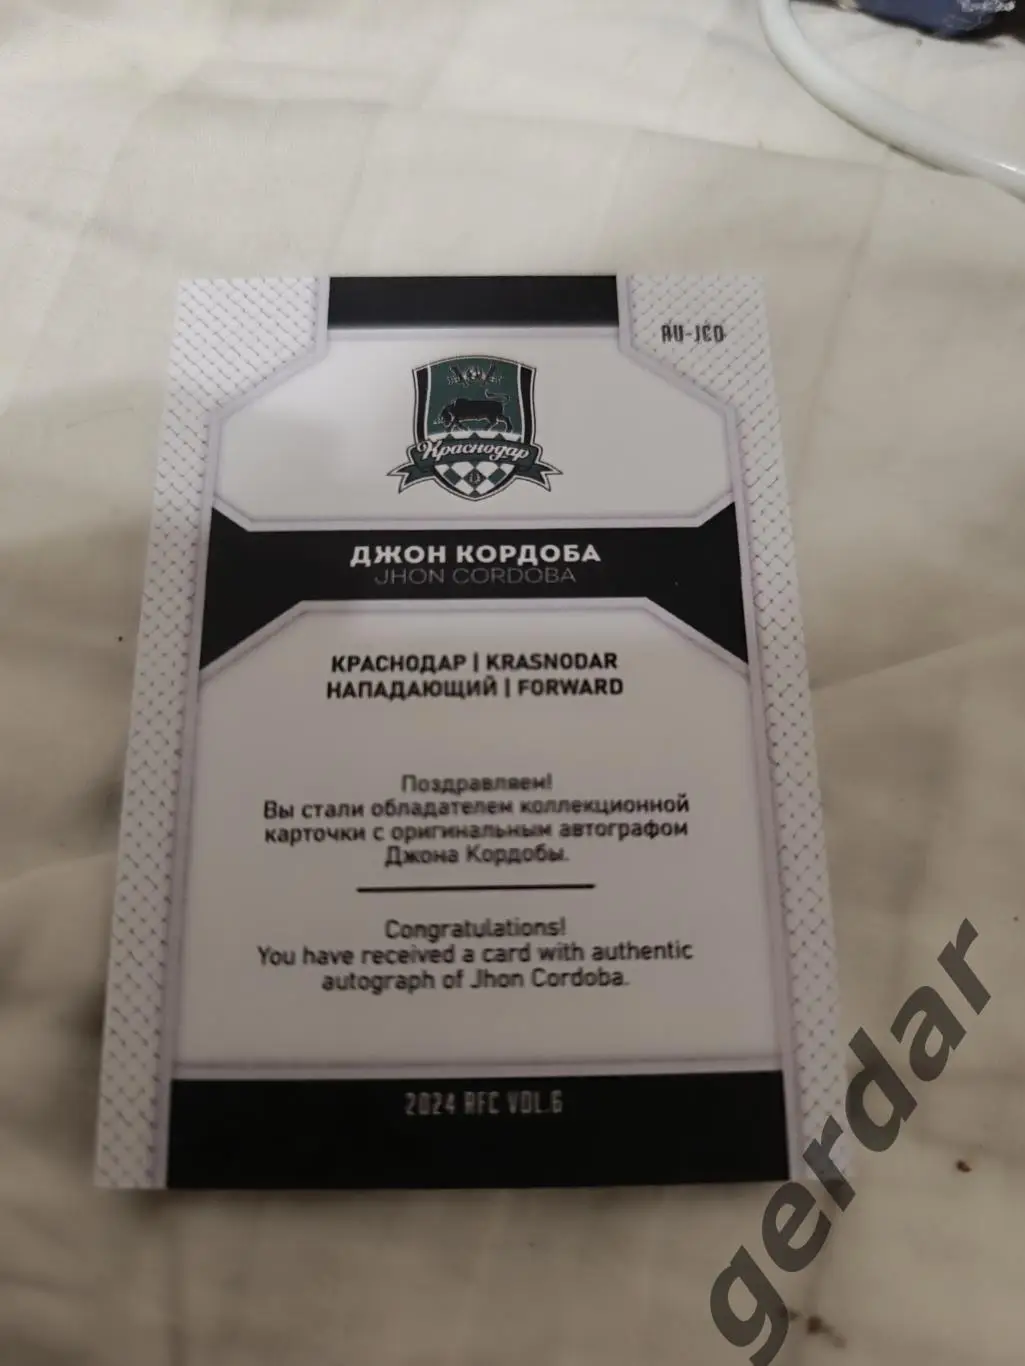 AU-JCO
Краснодар
ДЖОН КОРДОБА
JHON CORDOBA
КРАСНОДАР | KRASNODAR
НАПАДАЮЩИЙ | FORWARD
Поздравляем!
Вы стали обладателем коллекционной
карточки с оригинальным автографом
Джона Кордобы.
Congratulations!
You have received a card with authentic
autograph of Jhon Cordoba.
2024 RFC VOL.6
gerdar